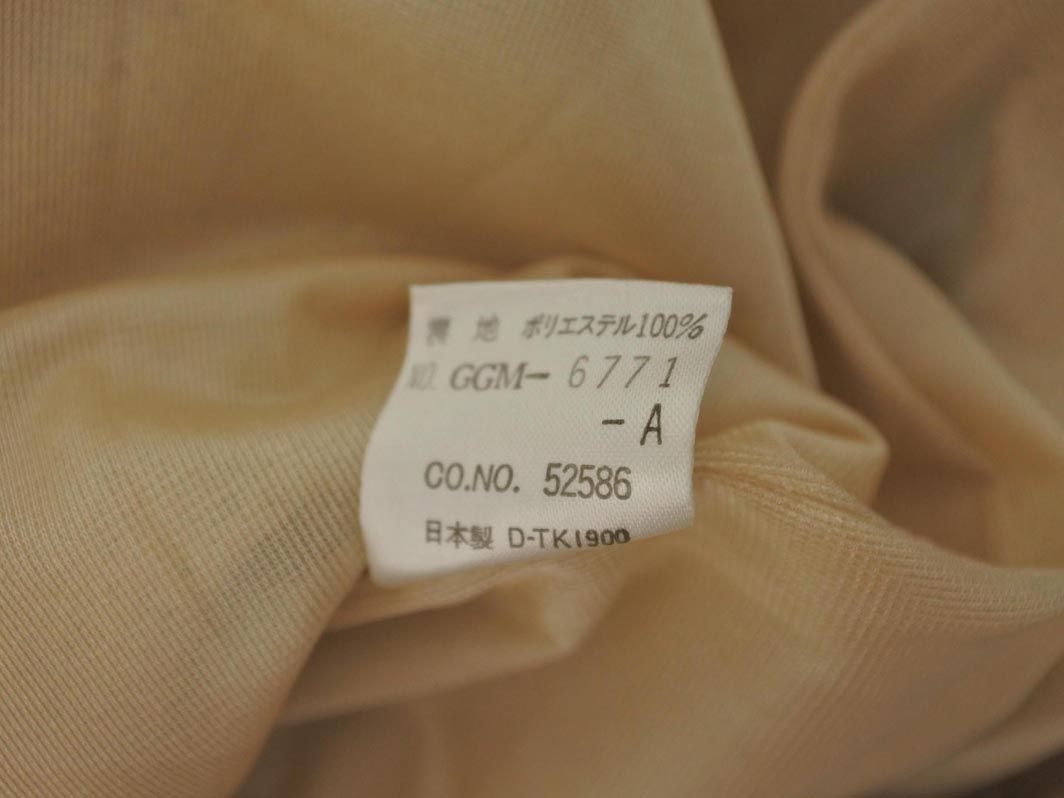 裏 地 ポリエステル100%
NO. GGM- 6771
-A
CO.NO. 52586
日本製 D-TK1900